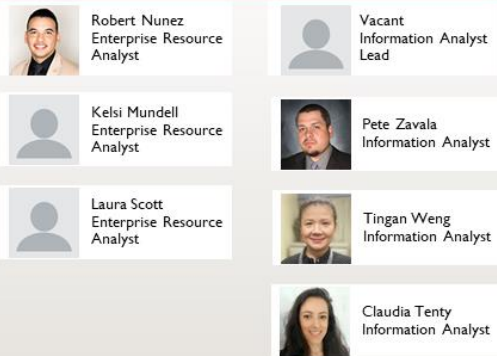 Robert Nunez
Enterprise Resource
Analyst
Kelsi Mundell
Enterprise Resource
Analyst
Laura Scott
Enterprise Resource
Analyst
Vacant
Information Analyst
Lead
Pete Zavala
Information Analyst
Tingan Weng
Information Analyst
Claudia Tenty
Information Analyst